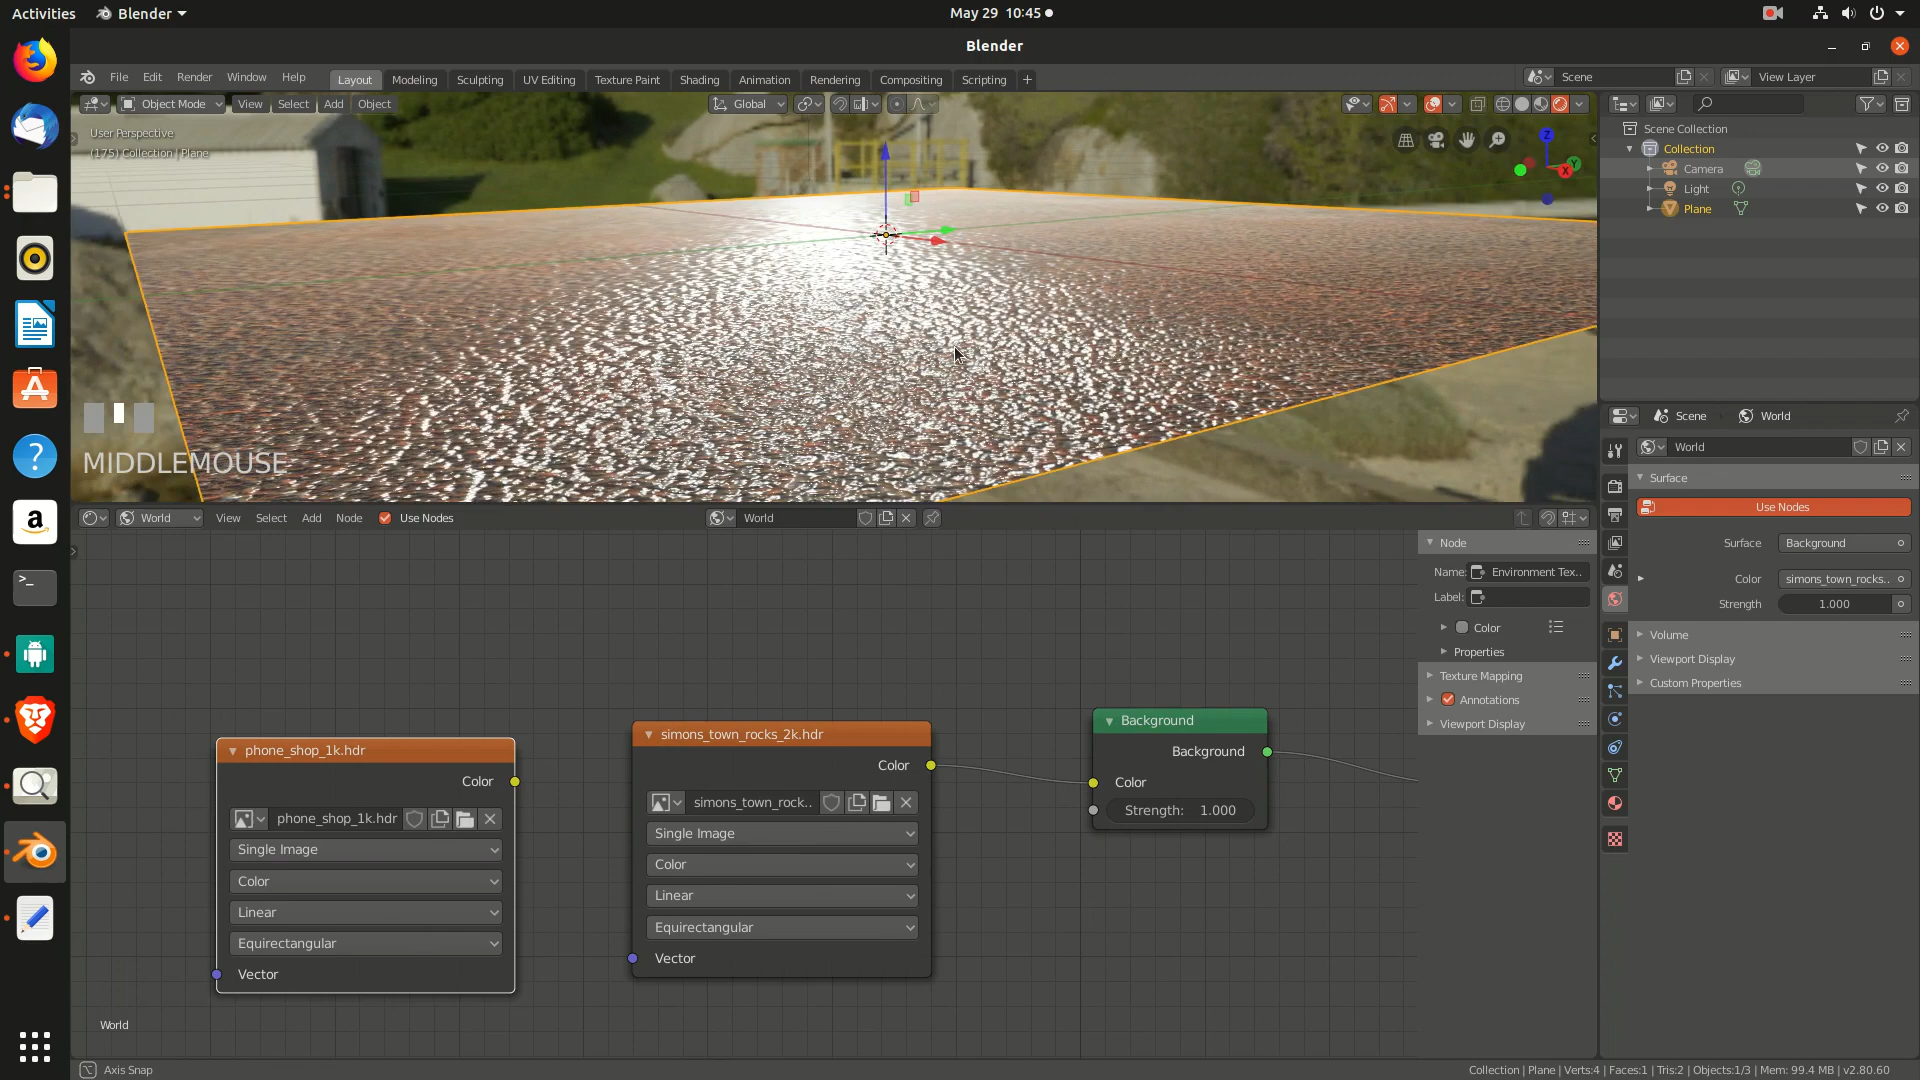 Activities
Blender
May 29 10:45
Blender
File Edit Render Window Help
Layout Modeling Sculpting UV Editing Texture Paint Shading Animation Rendering Compositing Scripting +
Scene
View Layer
Object Mode View Select Add Object
Global
User Perspective
(175) Collection | Plane
Z
Y
X
MIDDLEMOUSE
Scene Collection
Collection
Camera
Light
Plane
Scene World
World
Surface
Use Nodes
Surface Background
Color simons_town_rocks..
Strength 1.000
Volume
Viewport Display
Custom Properties
World View Select Add Node Use Nodes
World
Node
Name: Environment Tex..
Label:
Color
Properties
Texture Mapping
Annotations
Viewport Display
phone_shop_1k.hdr
Color
phone_shop_1k.hdr
Single Image
Color
Linear
Equirectangular
Vector
simons_town_rocks_2k.hdr
Color
simons_town_rock..
Single Image
Color
Linear
Equirectangular
Vector
Background
Background
Color
Strength: 1.000
World
Axis Snap
Collection | Plane | Verts:4 | Faces:1 | Tris:2 | Objects:1/3 | Mem: 99.4 MB | v2.80.60